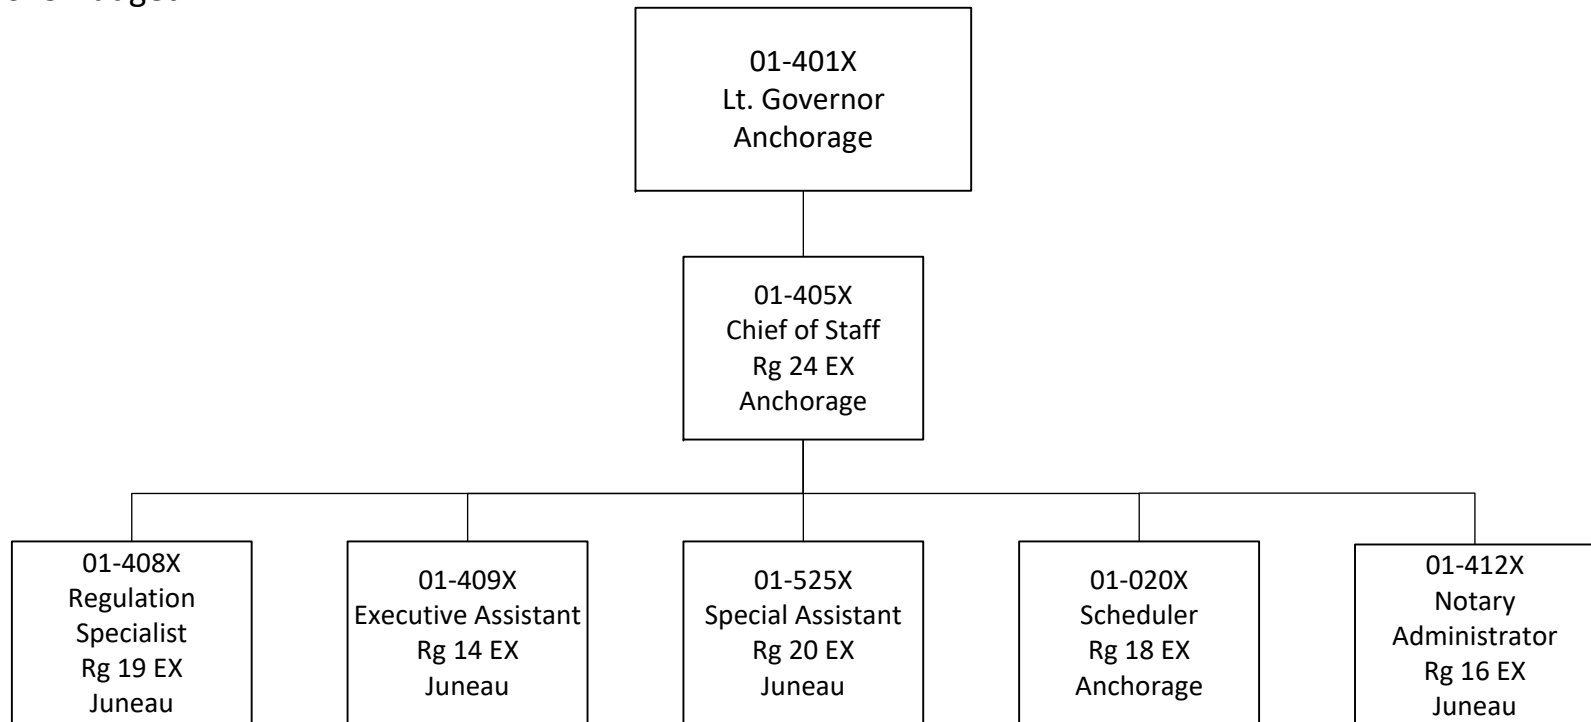 01-401X
Lt. Governor
Anchorage
01-405X
Chief of Staff
Rg 24 EX
Anchorage
01-408X
Regulation
Specialist
Rg 19 EX
Juneau
01-409X
Executive Assistant
Rg 14 EX
Juneau
01-525X
Special Assistant
Rg 20 EX
Juneau
01-020X
Scheduler
Rg 18 EX
Anchorage
01-412X
Notary
Administrator
Rg 16 EX
Juneau